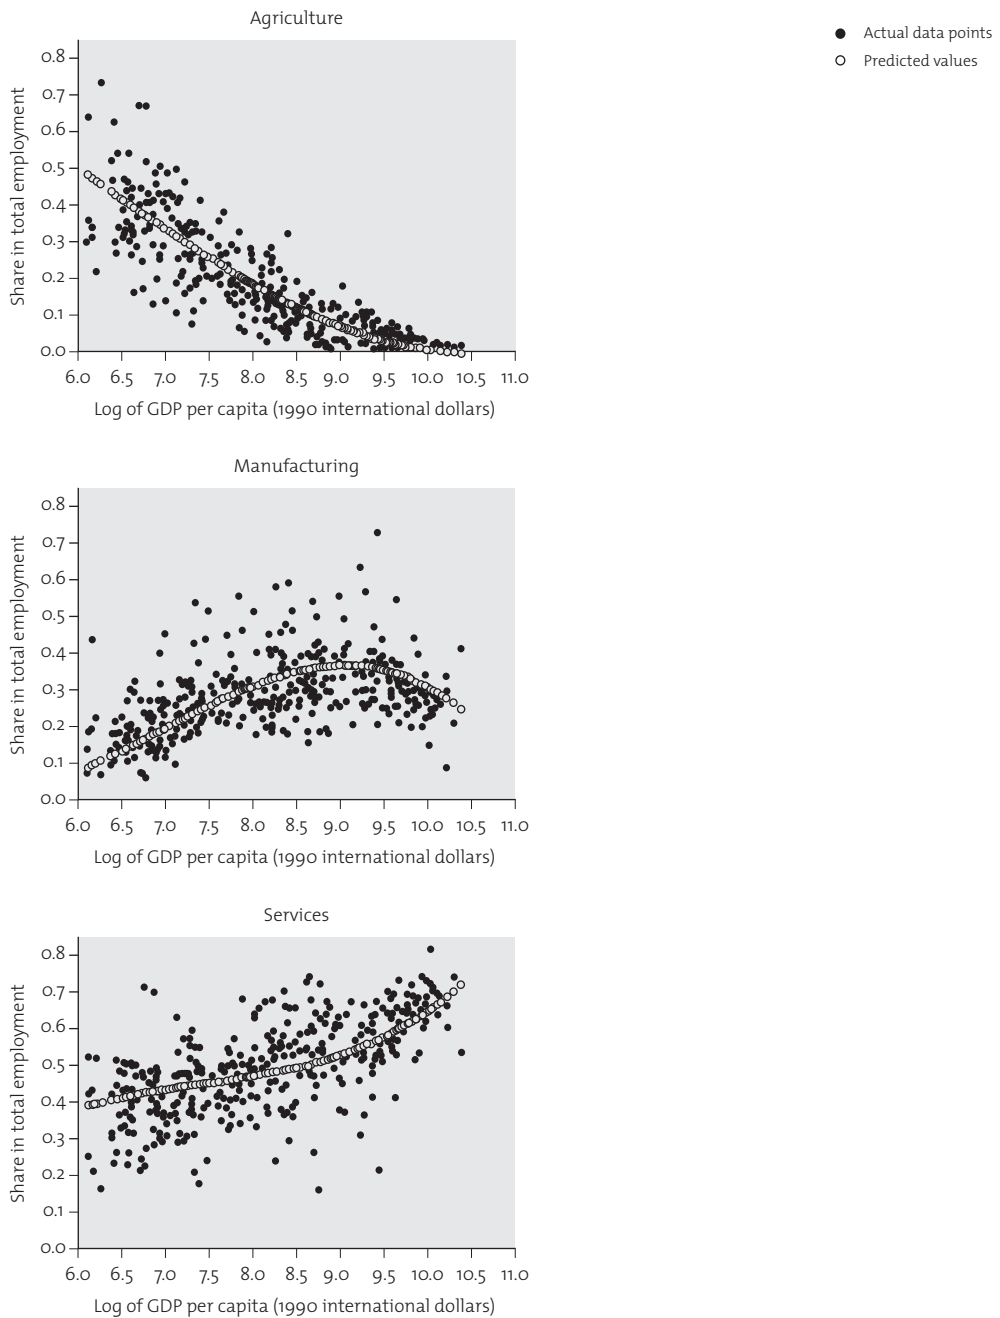 Agriculture
Actual data points
Predicted values
Share in total employment
0.8
0.7
0.6
0.5
0.4
0.3
0.2
0.1
0.0
6.0 6.5 7.0 7.5 8.0 8.5 9.0 9.5 10.0 10.5 11.0
Log of GDP per capita (1990 international dollars)
Manufacturing
Share in total employment
0.8
0.7
0.6
0.5
0.4
0.3
0.2
0.1
0.0
6.0 6.5 7.0 7.5 8.0 8.5 9.0 9.5 10.0 10.5 11.0
Log of GDP per capita (1990 international dollars)
Services
Share in total employment
0.8
0.7
0.6
0.5
0.4
0.3
0.2
0.1
0.0
6.0 6.5 7.0 7.5 8.0 8.5 9.0 9.5 10.0 10.5 11.0
Log of GDP per capita (1990 international dollars)